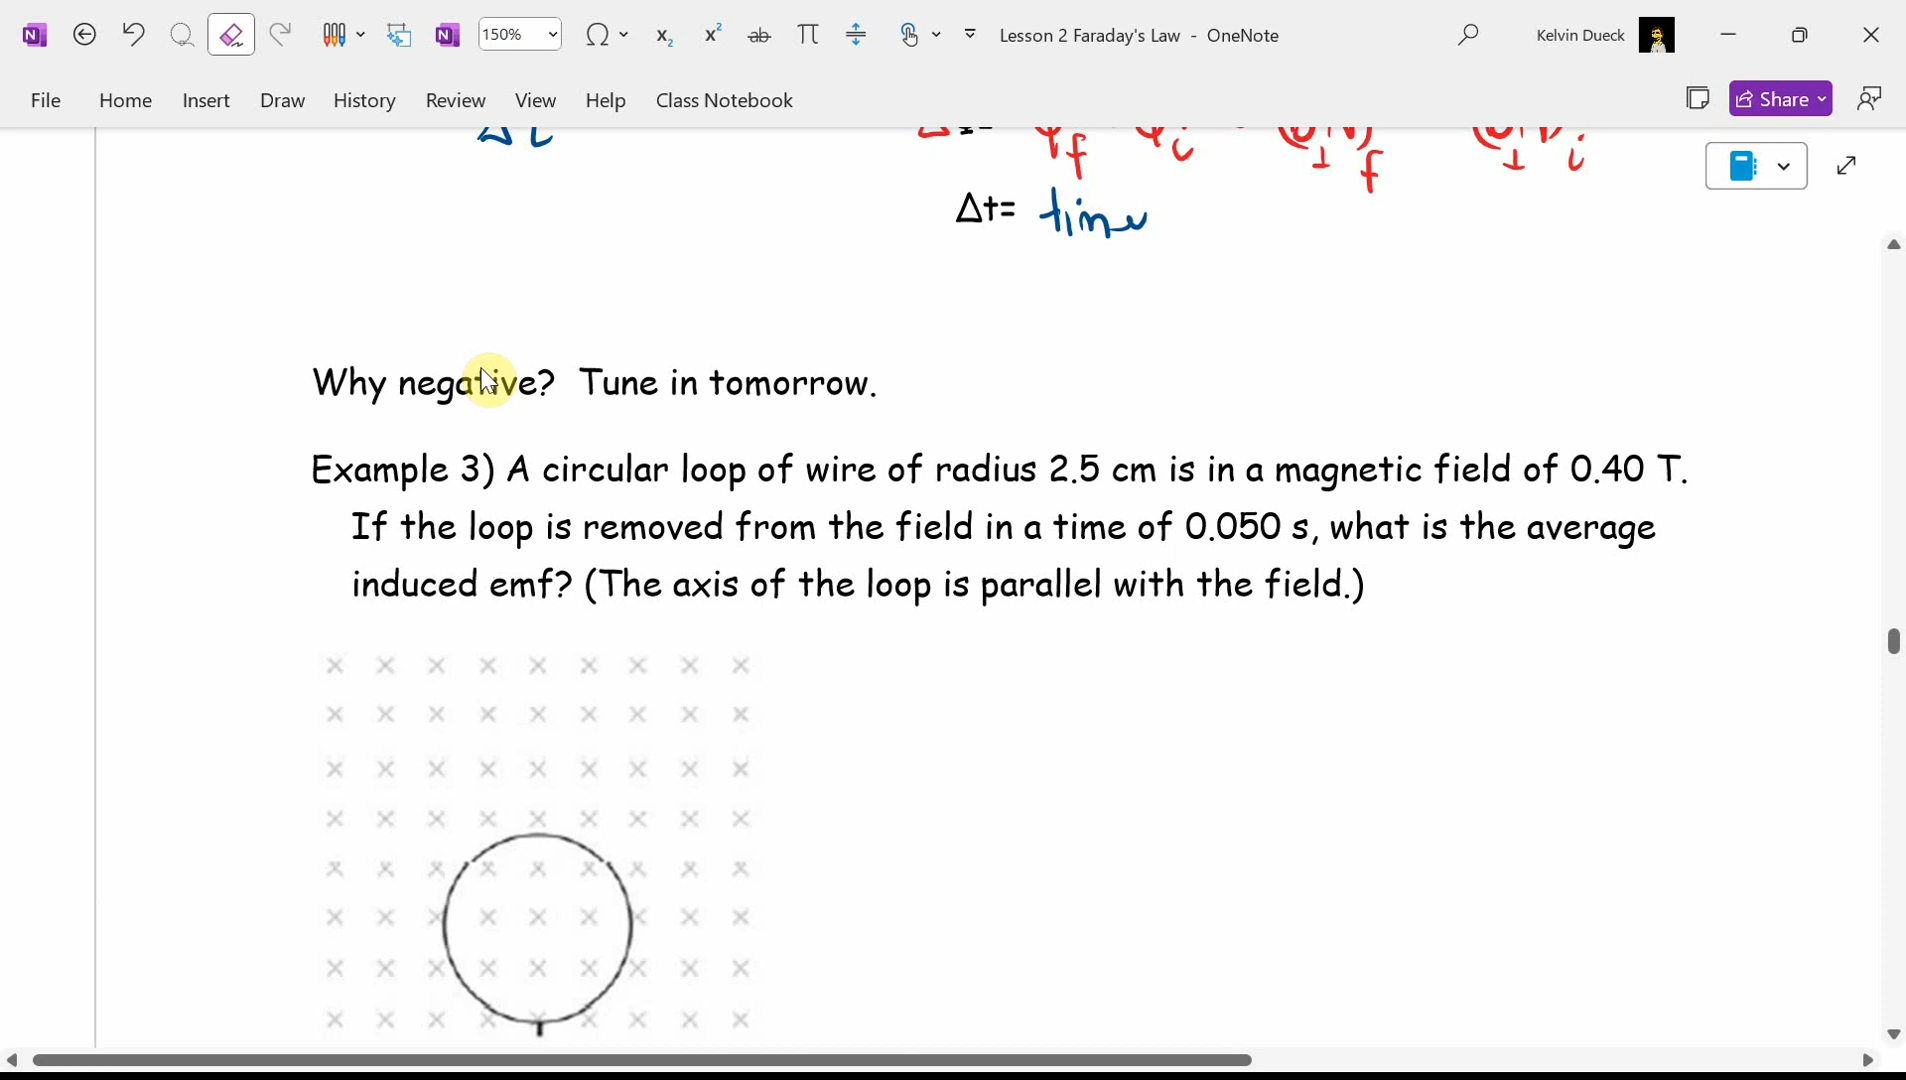 150%
Lesson 2 Faraday's Law - OneNote
Kelvin Dueck
File Home Insert Draw History Review View Help Class Notebook
Share
Δt= time
Why negative? Tune in tomorrow.
Example 3) A circular loop of wire of radius 2.5 cm is in a magnetic field of 0.40 T.
If the loop is removed from the field in a time of 0.050 s, what is the average
induced emf? (The axis of the loop is parallel with the field.)